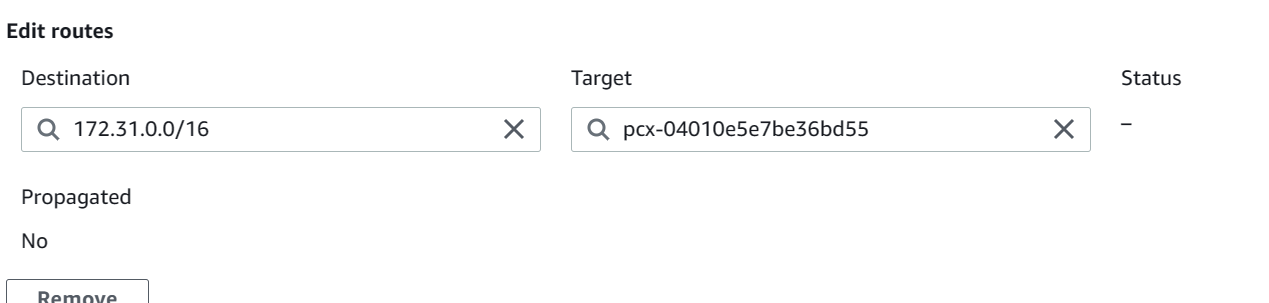 Edit routes
Destination Target Status
172.31.0.0/16 pcx-04010e5e7be36bd55 –
Propagated
No
Remove